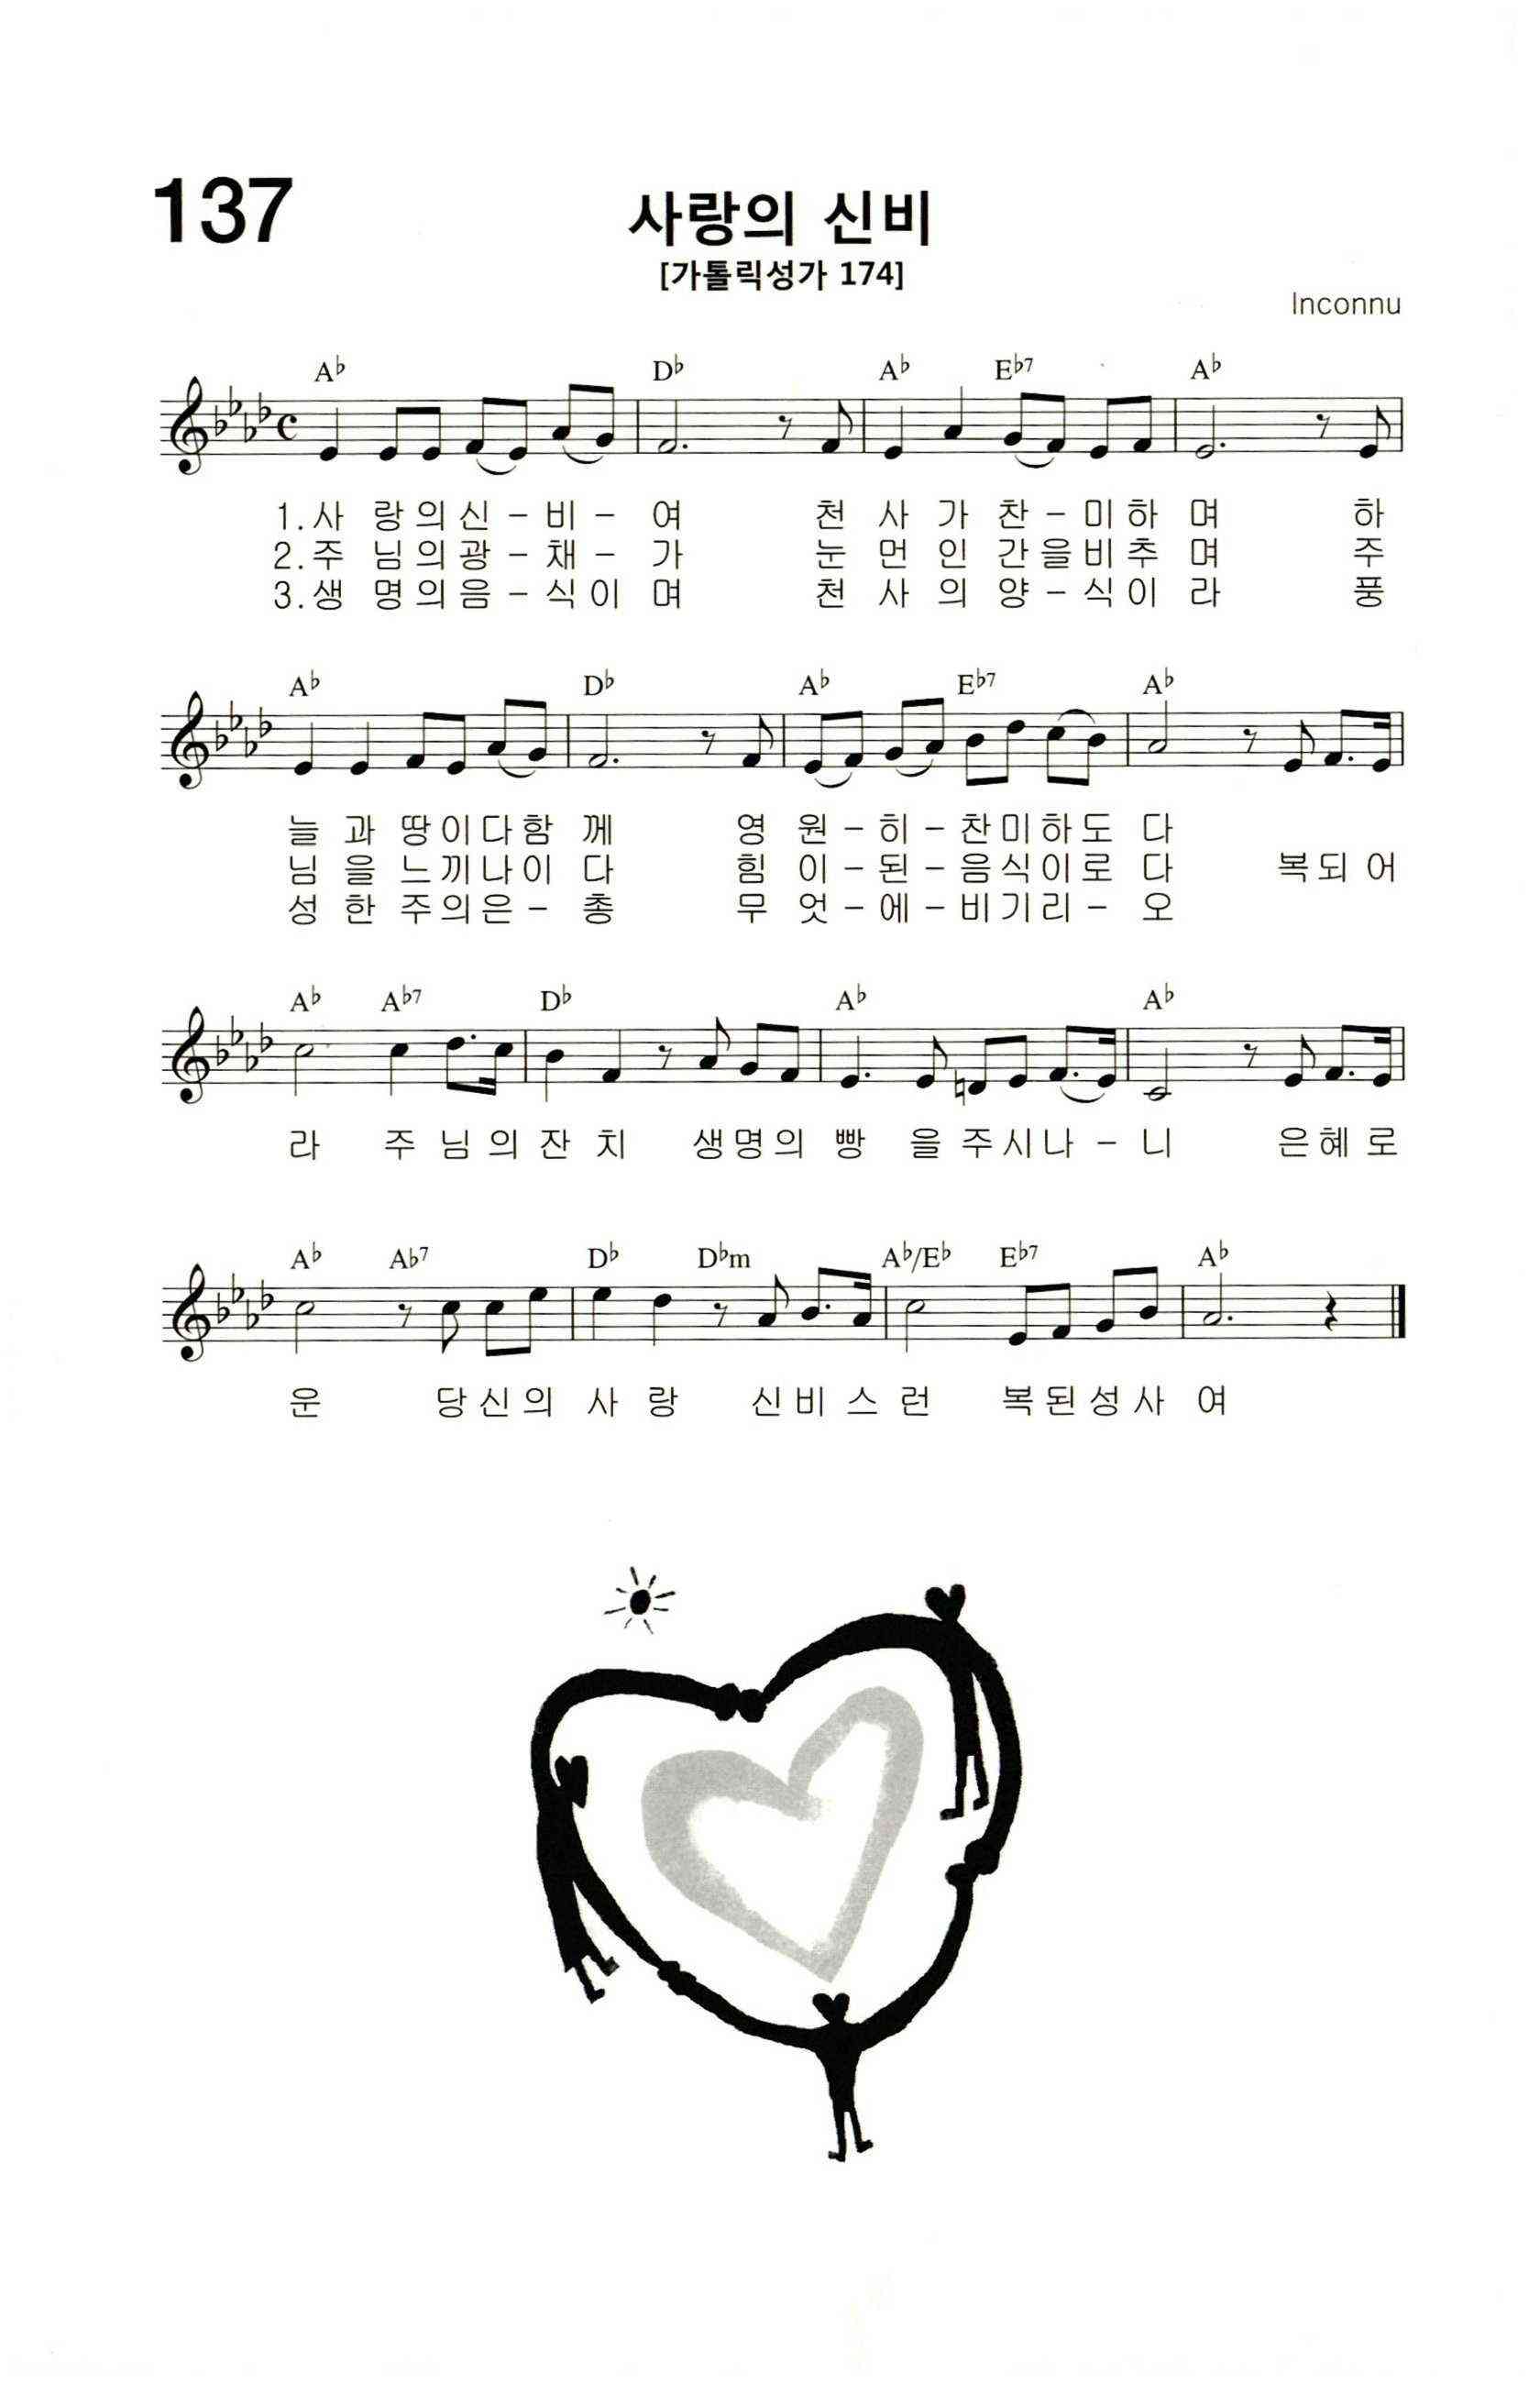 137
사랑의 신비
[가톨릭성가 174]
Inconnu
A♭ D♭ A♭ E♭7 A♭
1.사 랑의신-비- 여 천 사 가 찬-미하 며 하
2.주 님의광-채- 가 눈 먼 인 간을비추 며 주
3.생 명의음-식이 며 천 사 의 양-식이 라 풍
A♭ D♭ A♭ E♭7 A♭
늘 과 땅이다함 께 영 원-히-찬미하도 다
님 을 느끼나이 다 힘 이-된-음식이로 다 복되어
성 한 주의은- 총 무 엇-에-비기리- 오
A♭ A♭7 D♭ A♭ A♭
라 주 님의잔 치 생명의 빵 을주시나-니 은혜로
A♭ A♭7 D♭ D♭m A♭/E♭ E♭7 A♭
운 당신의 사 랑 신비스런 복된성사 여